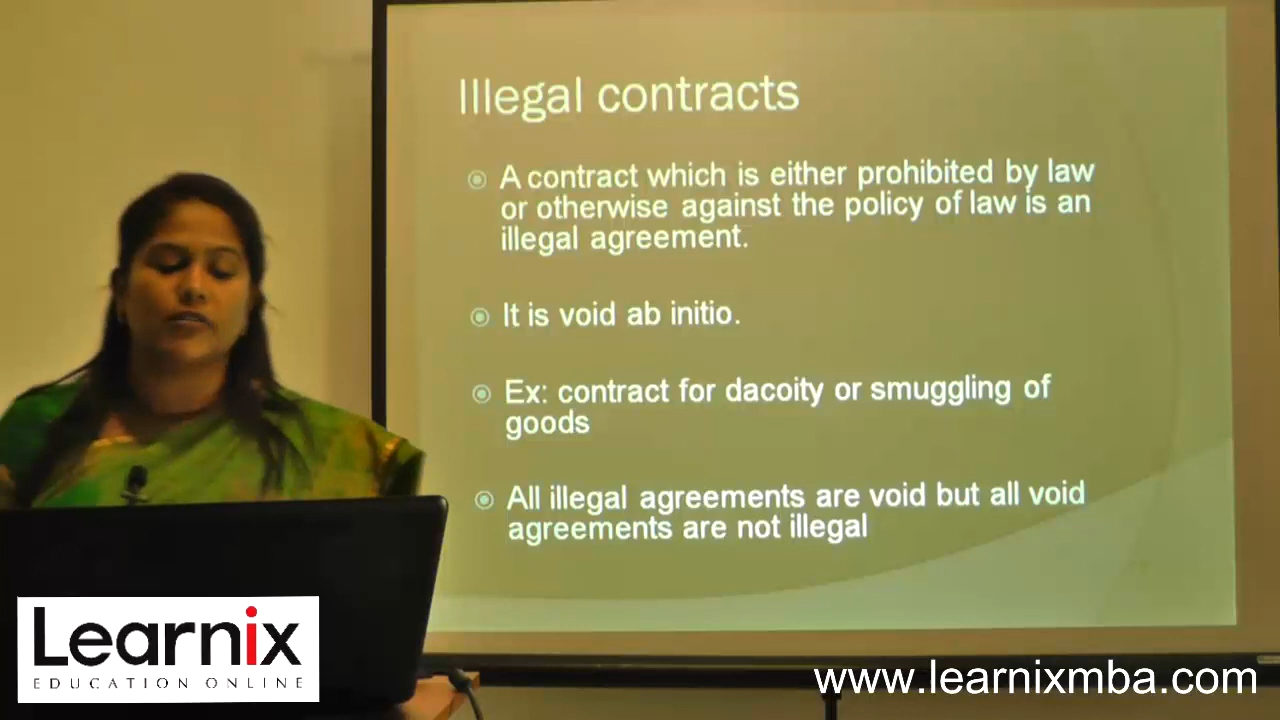 Illegal contracts
A contract which is either prohibited by law
or otherwise against the policy of law is an
illegal agreement.
It is void ab initio.
Ex: contract for dacoity or smuggling of
goods
All illegal agreements are void but all void
agreements are not illegal
Learnix
EDUCATION ONLINE
www.learnixmba.com